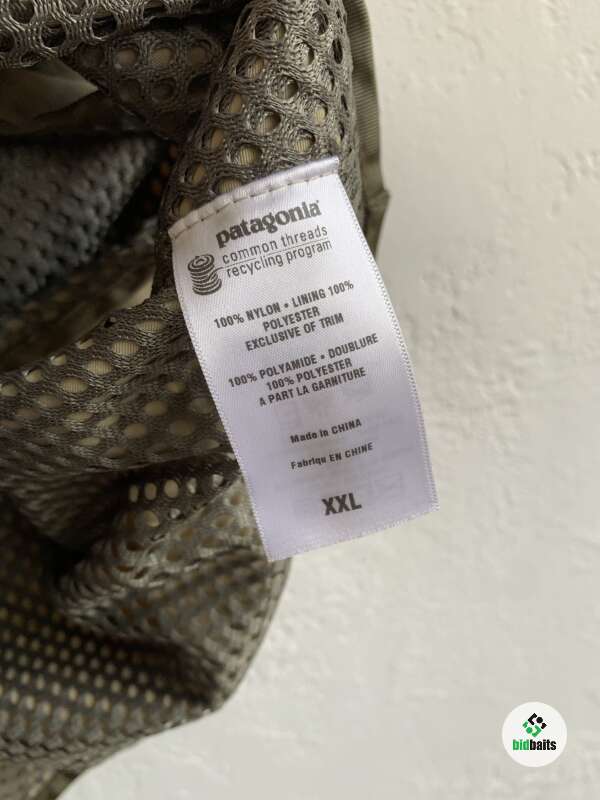 patagonia
common threads
recycling program
100% NYLON • LINING 100%
POLYESTER
EXCLUSIVE OF TRIM
100% POLYAMIDE • DOUBLURE
100% POLYESTER
A PART LA GARNITURE
Made in CHINA
Fabriqu EN CHINE
XXL
bidbaits